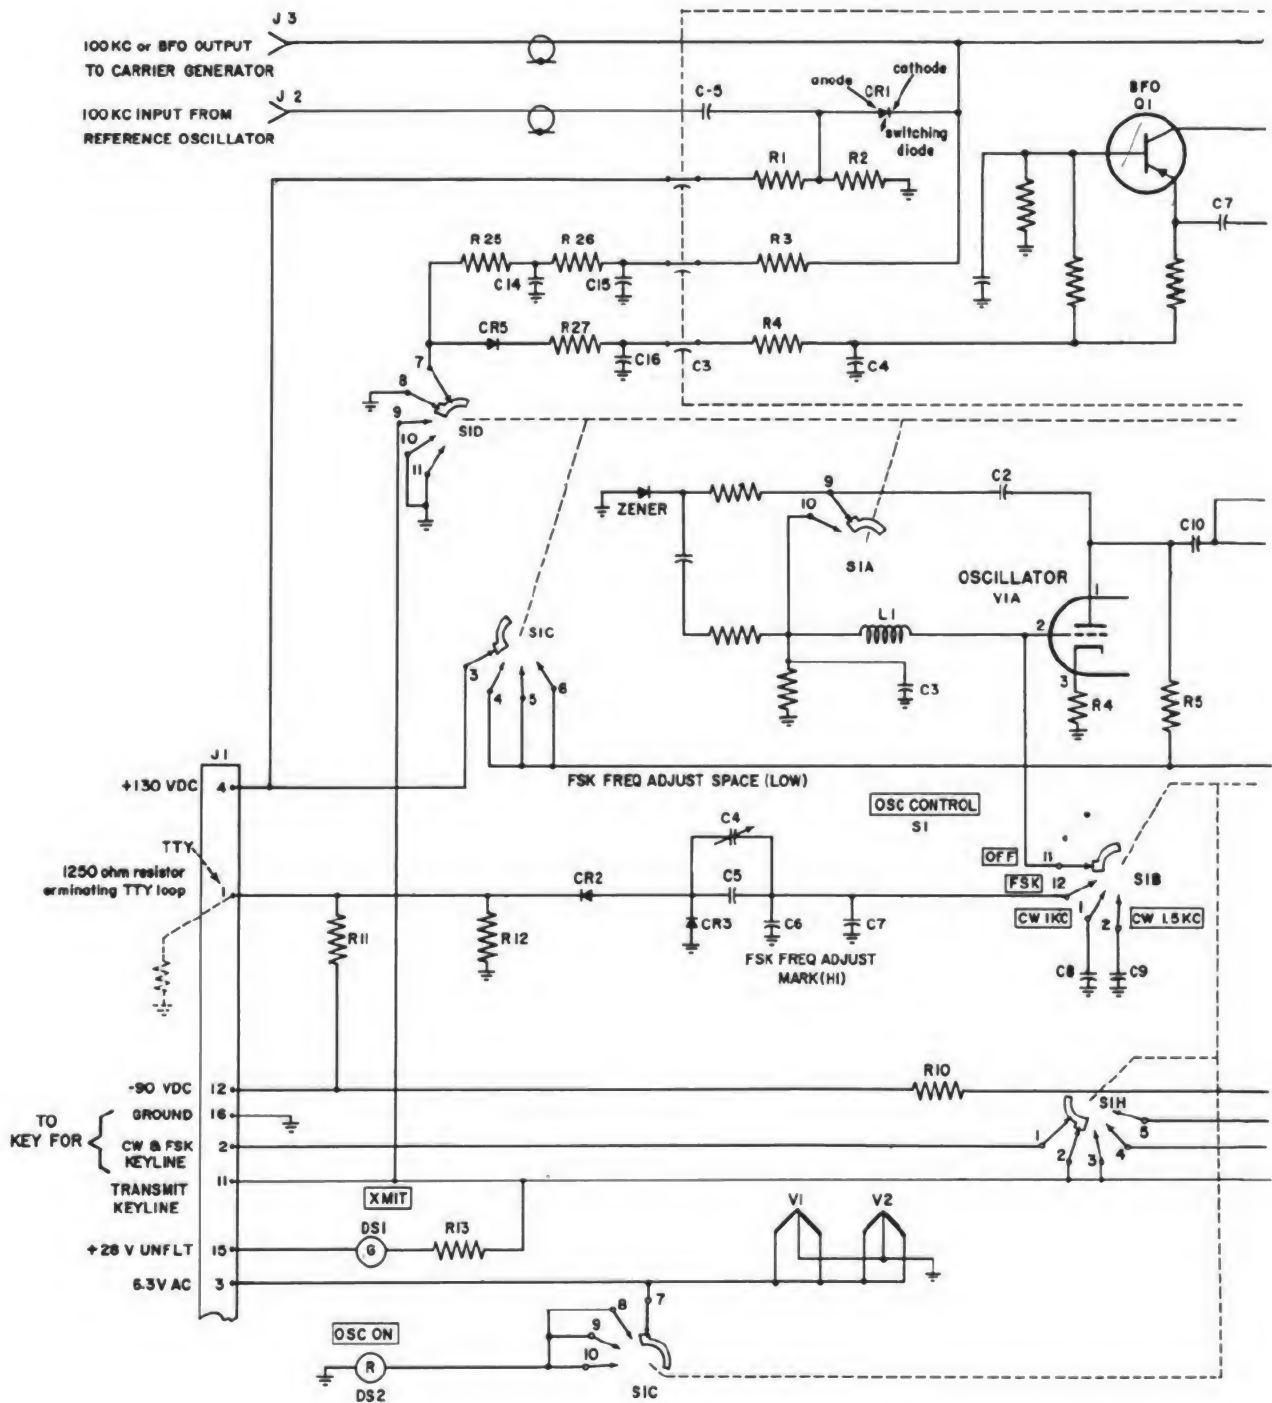 J 3
100KC or BFO OUTPUT
TO CARRIER GENERATOR
J 2
100KC INPUT FROM
REFERENCE OSCILLATOR
C-5
anode
CR1
cathode
switching
diode
BFO
Q1
R1
R2
C7
R25
R26
R3
C14
C15
CR5
R27
R4
C16
C3
C4
7
8
9
10
11
S1D
ZENER
9
10
C2
S1A
C10
OSCILLATOR
V1A
1
2
3
L1
C3
R4
R5
S1C
3
4
5
6
J1
+130 VDC
4
FSK FREQ ADJUST SPACE (LOW)
OSC CONTROL
S1
TTY
1250 ohm resistor
erminating TTY loop
1
C4
CR2
C5
CR3
C6
C7
R11
R12
FSK FREQ ADJUST
MARK (HI)
OFF
11
FSK
12
S1B
CW 1KC
1
2
CW 1.5KC
C8
C9
-90 VDC
12
R10
TO
KEY FOR
GROUND
16
CW & FSK
KEYLINE
2
TRANSMIT
KEYLINE
11
S1H
1
2
3
4
5
XMIT
DS1
G
R13
V1
V2
+28 V UNFLT
15
6.3V AC
3
7
8
9
10
OSC ON
R
DS2
S1C